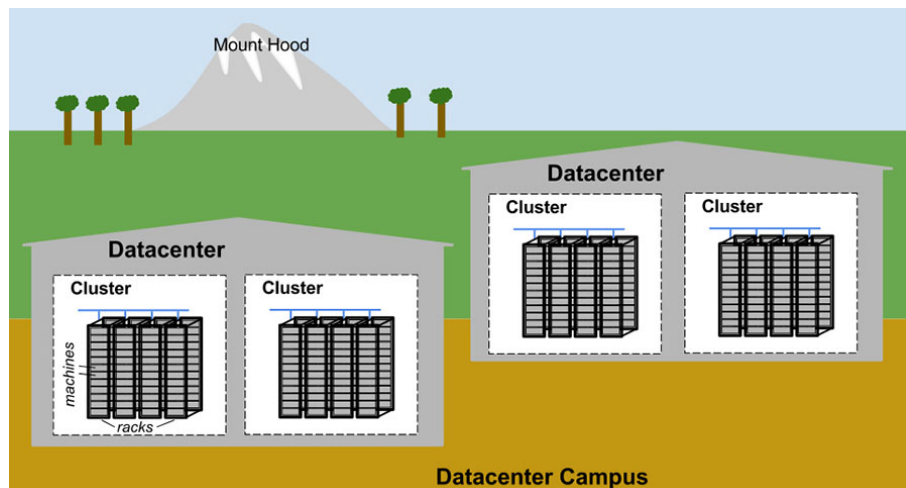 Mount Hood
Datacenter
Cluster
Cluster
Datacenter
Cluster
Cluster
machines
racks
Datacenter Campus